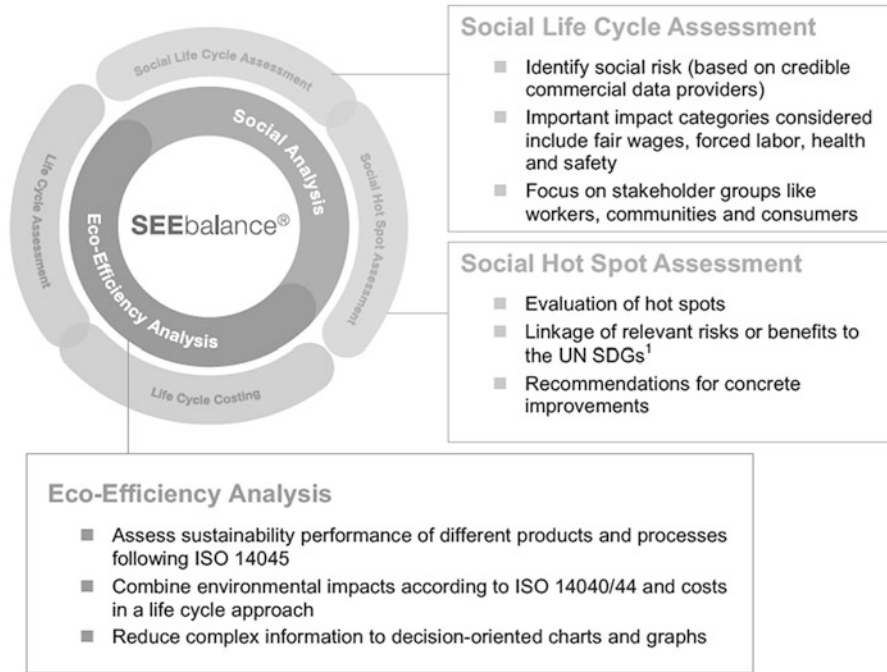 Social Life Cycle Assessment
Social Analysis
Social Hot Spot Assessment
Life Cycle Assessment
Eco-Efficiency Analysis
Life Cycle Costing
SEEbalance®
Social Life Cycle Assessment
Identify social risk (based on credible
commercial data providers)
Important impact categories considered
include fair wages, forced labor, health
and safety
Focus on stakeholder groups like
workers, communities and consumers
Social Hot Spot Assessment
Evaluation of hot spots
Linkage of relevant risks or benefits to
the UN SDGs¹
Recommendations for concrete
improvements
Eco-Efficiency Analysis
Assess sustainability performance of different products and processes
following ISO 14045
Combine environmental impacts according to ISO 14040/44 and costs
in a life cycle approach
Reduce complex information to decision-oriented charts and graphs